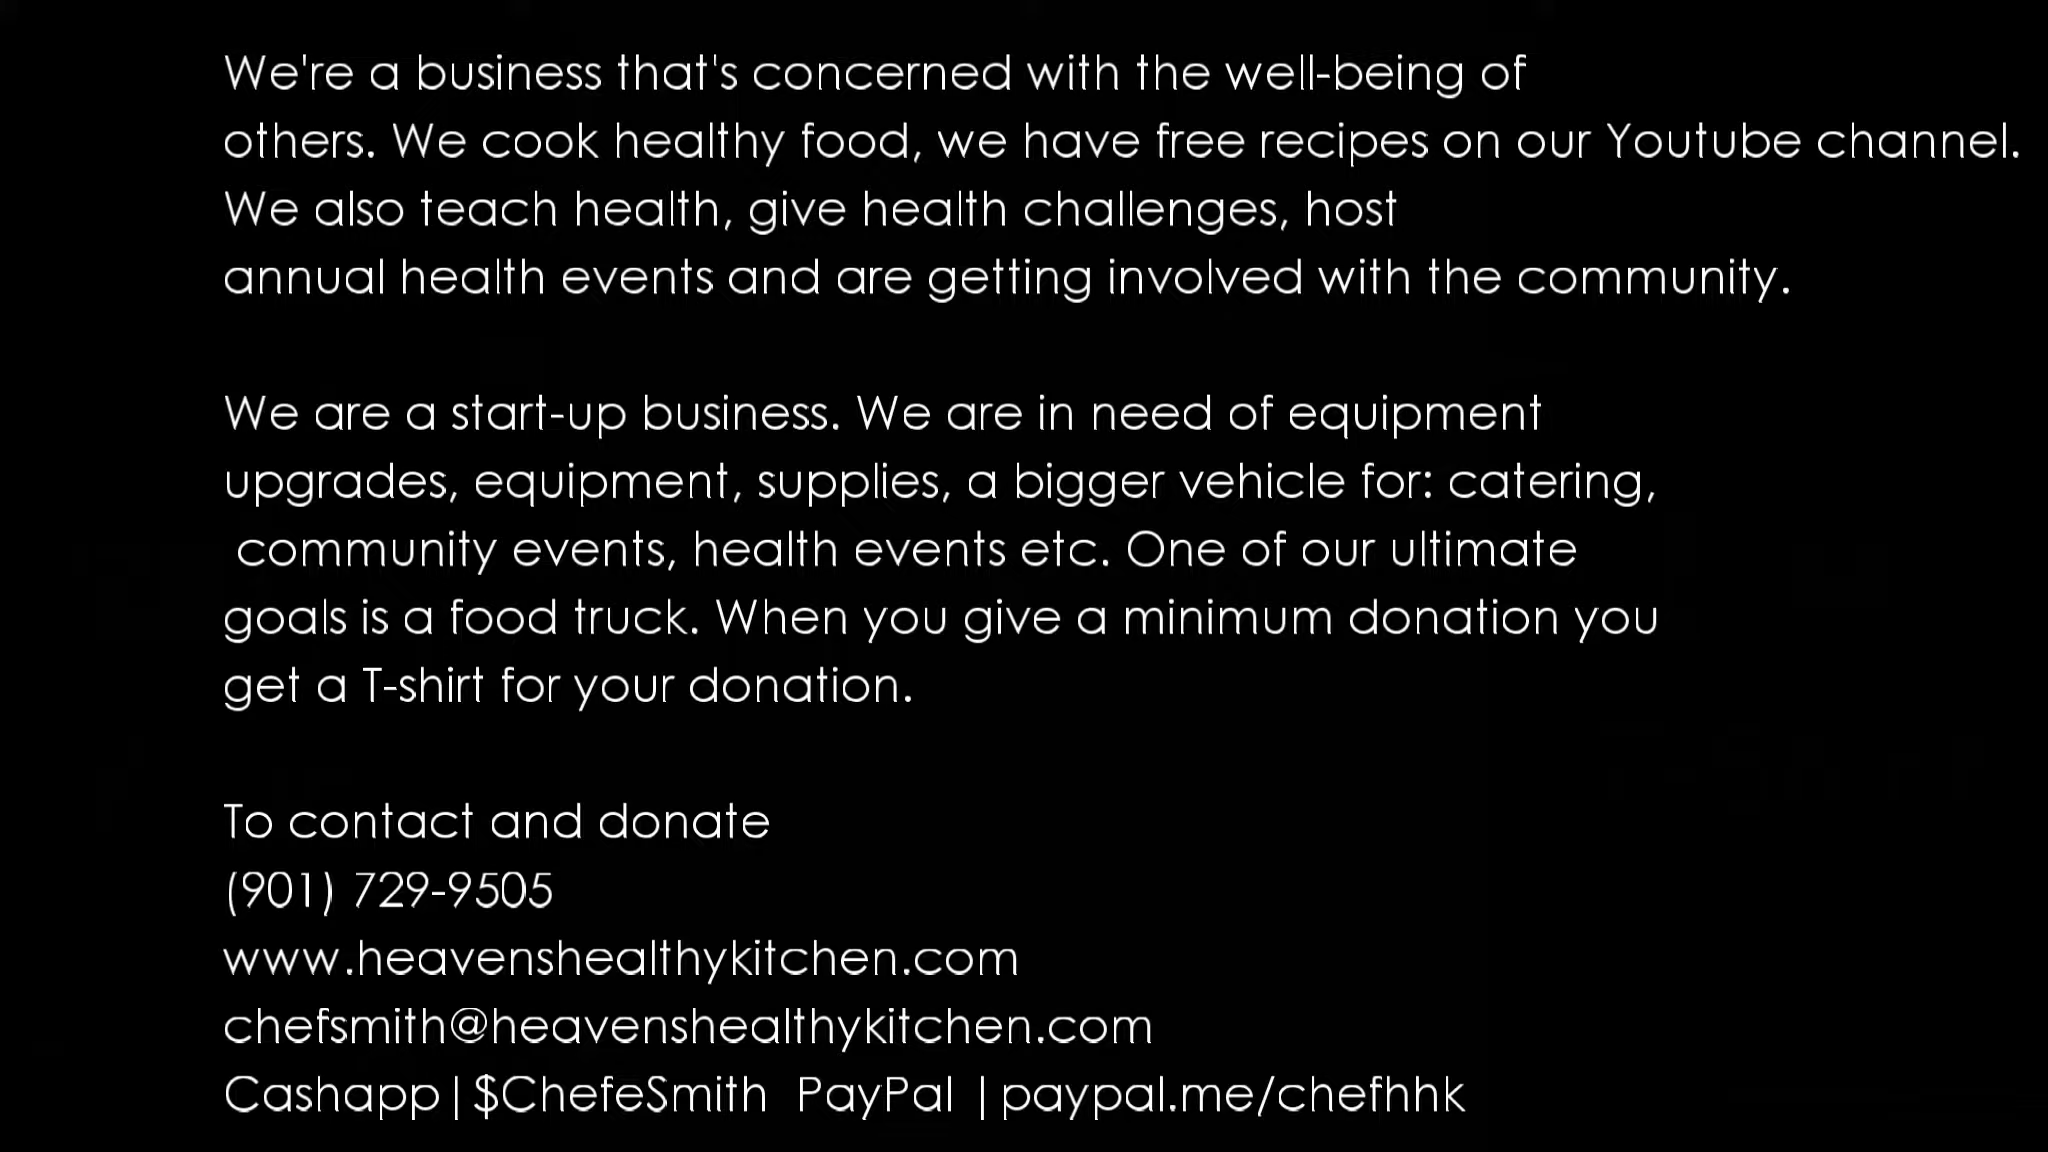 We're a business that's concerned with the well-being of
others. We cook healthy food, we have free recipes on our Youtube channel.
We also teach health, give health challenges, host
annual health events and are getting involved with the community.
We are a start-up business. We are in need of equipment
upgrades, equipment, supplies, a bigger vehicle for: catering,
community events, health events etc. One of our ultimate
goals is a food truck. When you give a minimum donation you
get a T-shirt for your donation.
To contact and donate
(901) 729-9505
www.heavenshealthykitchen.com
chefsmith@heavenshealthykitchen.com
Cashapp|$ChefeSmith PayPal |paypal.me/chefhhk